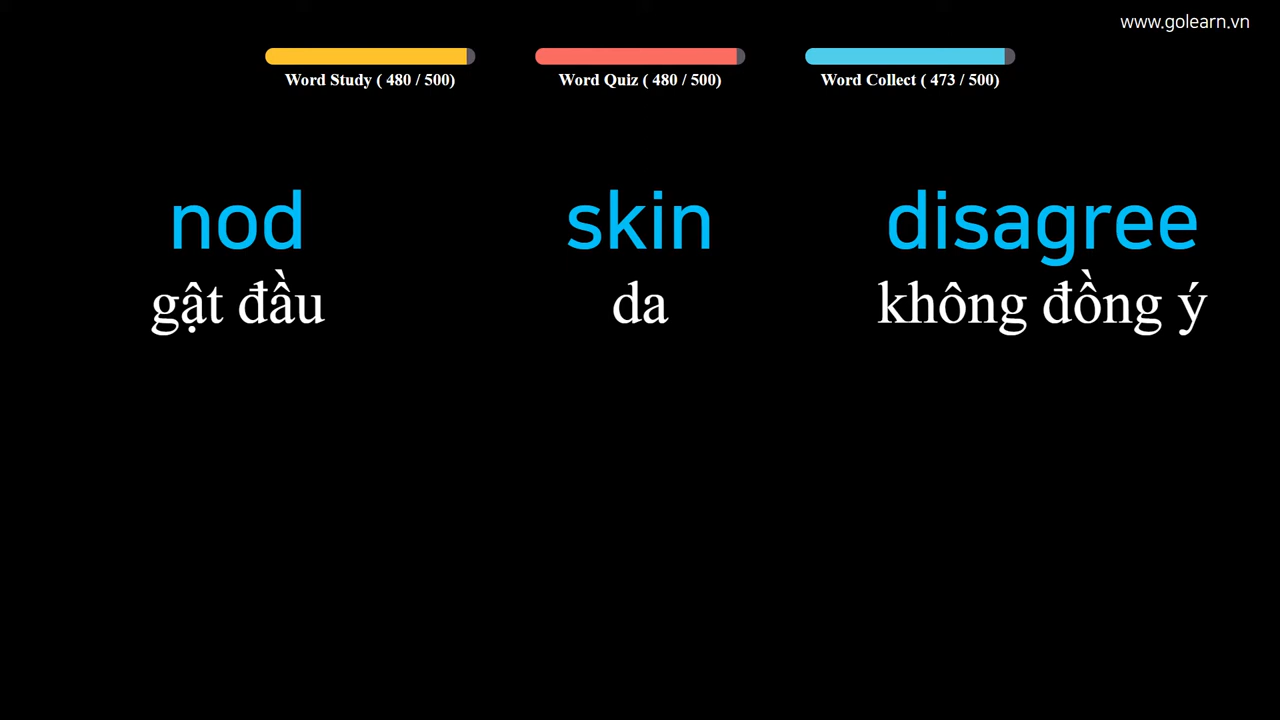 www.golearn.vn
Word Study ( 480 / 500) Word Quiz ( 480 / 500) Word Collect ( 473 / 500)
nod skin disagree
gật đầu da không đồng ý